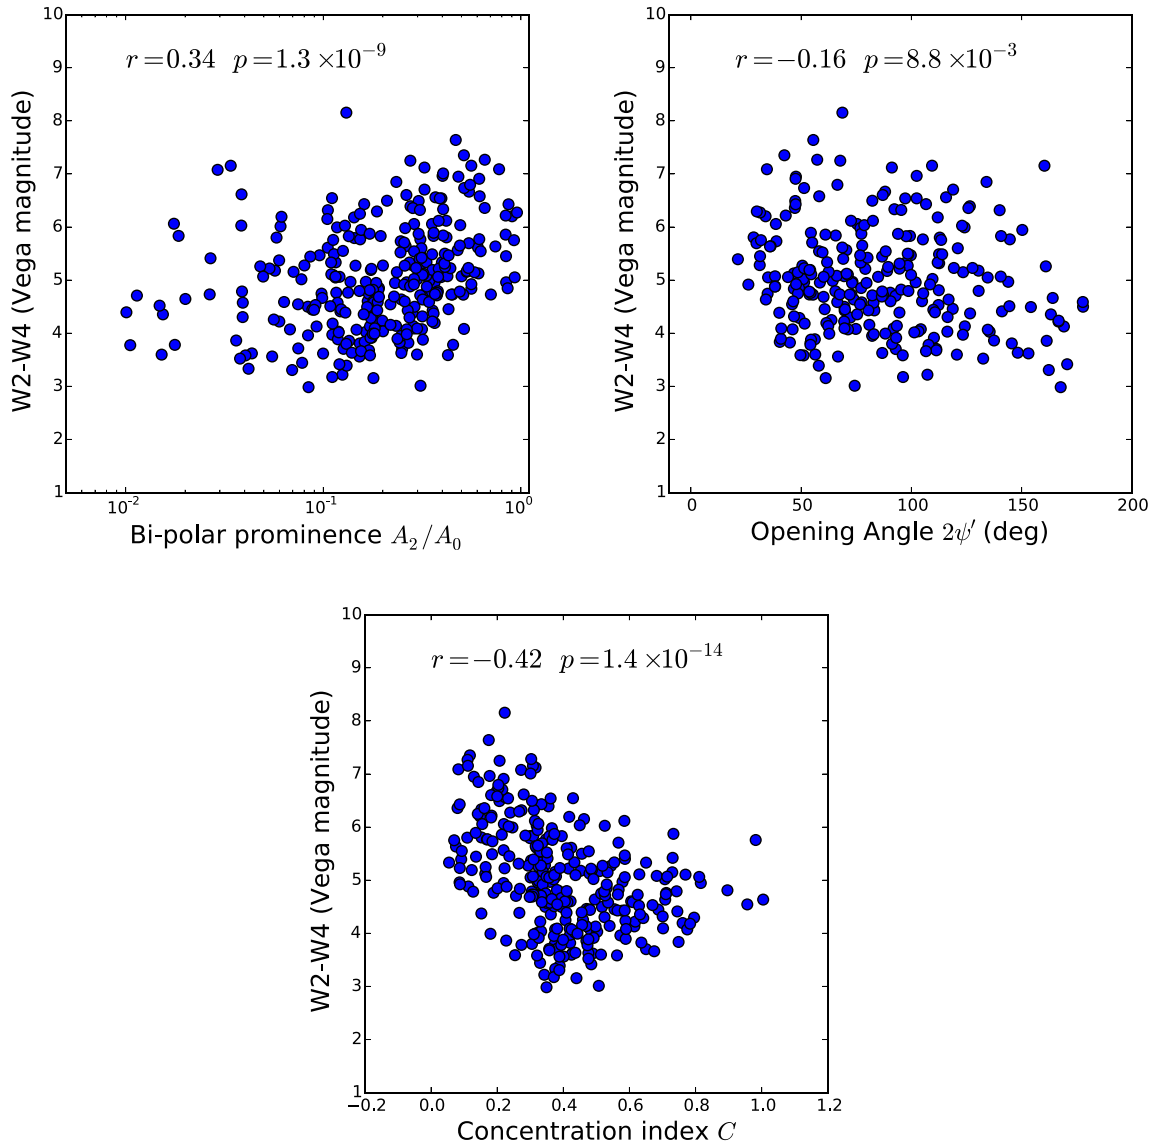 10
9
8
7
6
5
4
3
2
1
W2-W4 (Vega magnitude)
r=0.34 p=1.3×10⁻⁹
10⁻² 10⁻¹ 10⁰
Bi-polar prominence A₂/A₀
10
9
8
7
6
5
4
3
2
1
W2-W4 (Vega magnitude)
r=−0.16 p=8.8×10⁻³
0 50 100 150 200
Opening Angle 2ψ′ (deg)
10
9
8
7
6
5
4
3
2
1
W2-W4 (Vega magnitude)
r=−0.42 p=1.4×10⁻¹⁴
−0.2 0.0 0.2 0.4 0.6 0.8 1.0 1.2
Concentration index C